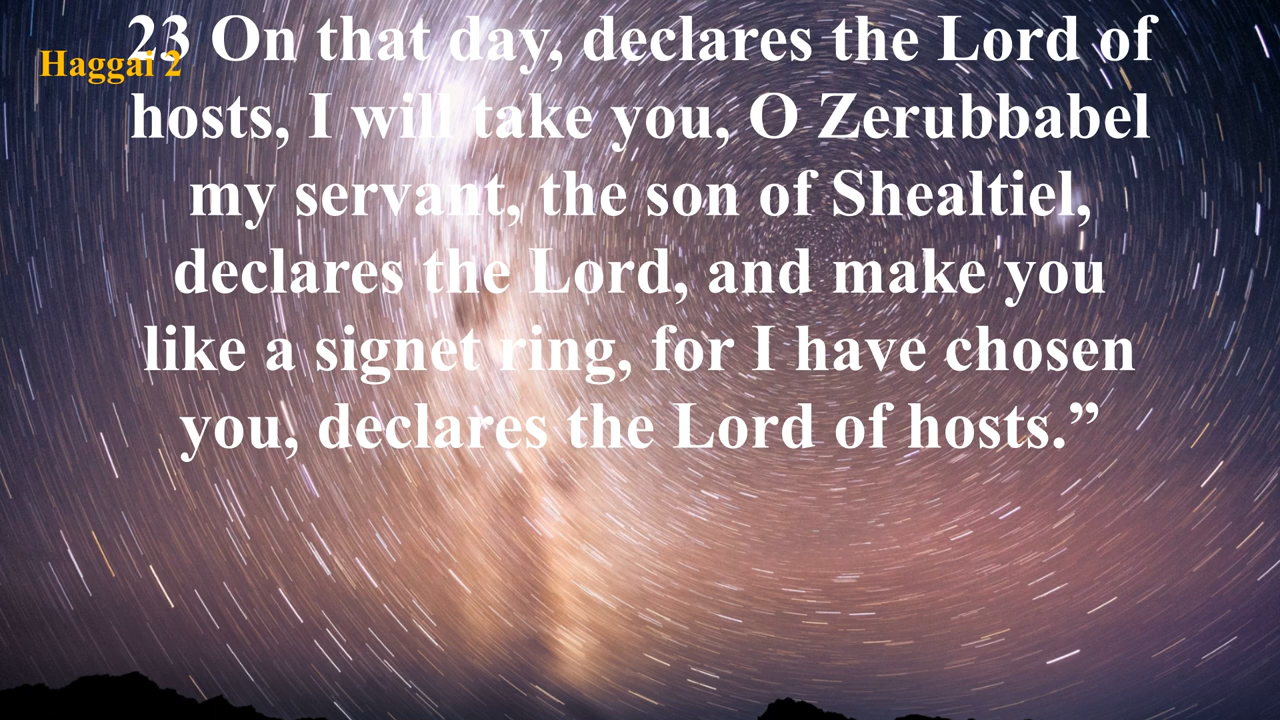 Haggai 2
23 On that day, declares the Lord of
hosts, I will take you, O Zerubbabel
my servant, the son of Shealtiel,
declares the Lord, and make you
like a signet ring, for I have chosen
you, declares the Lord of hosts.”